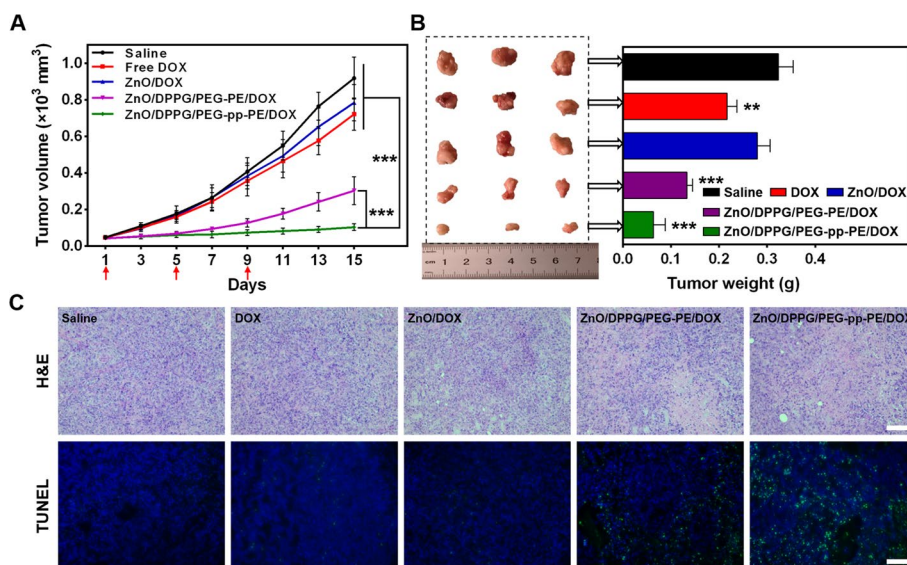 A
Tumor volume (×10³ mm³)
1.0
0.8
0.6
0.4
0.2
0.0
Saline
Free DOX
ZnO/DOX
ZnO/DPPG/PEG-PE/DOX
ZnO/DPPG/PEG-pp-PE/DOX
***
***
1 3 5 7 9 11 13 15
Days
B
cm 1 2 3 4 5 6 7 8
**
***
***
Saline DOX ZnO/DOX
ZnO/DPPG/PEG-PE/DOX
ZnO/DPPG/PEG-pp-PE/DOX
0.0 0.2 0.4
Tumor weight (g)
C
Saline DOX ZnO/DOX ZnO/DPPG/PEG-PE/DOX ZnO/DPPG/PEG-pp-PE/DOX
H&E
TUNEL